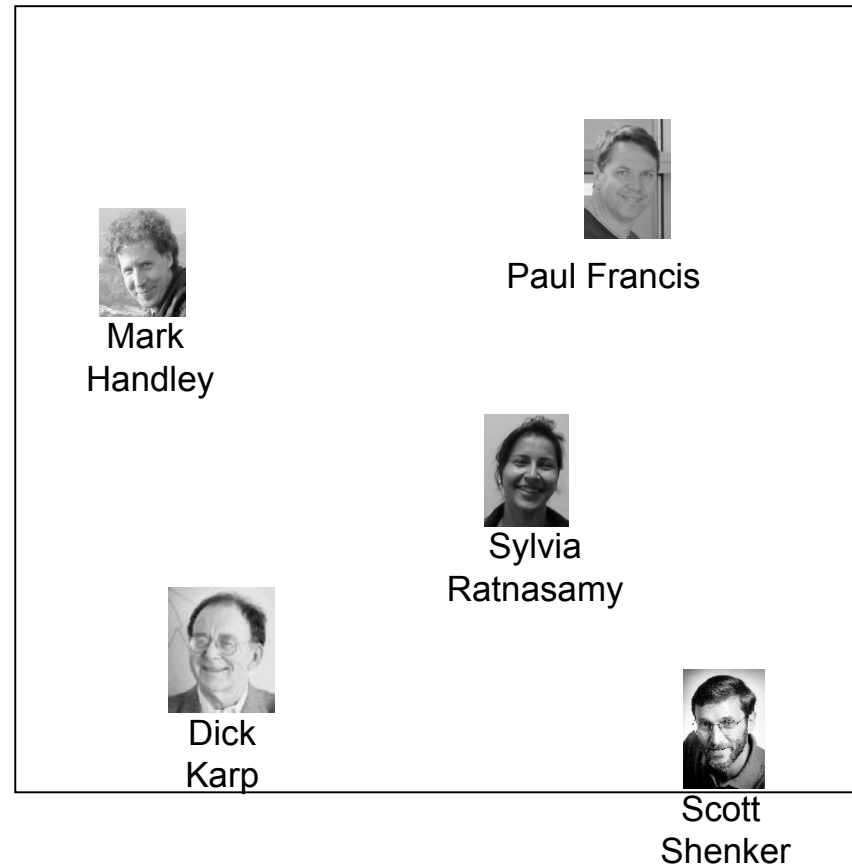 Paul Francis
Mark
Handley
Sylvia
Ratnasamy
Dick
Karp
Scott
Shenker